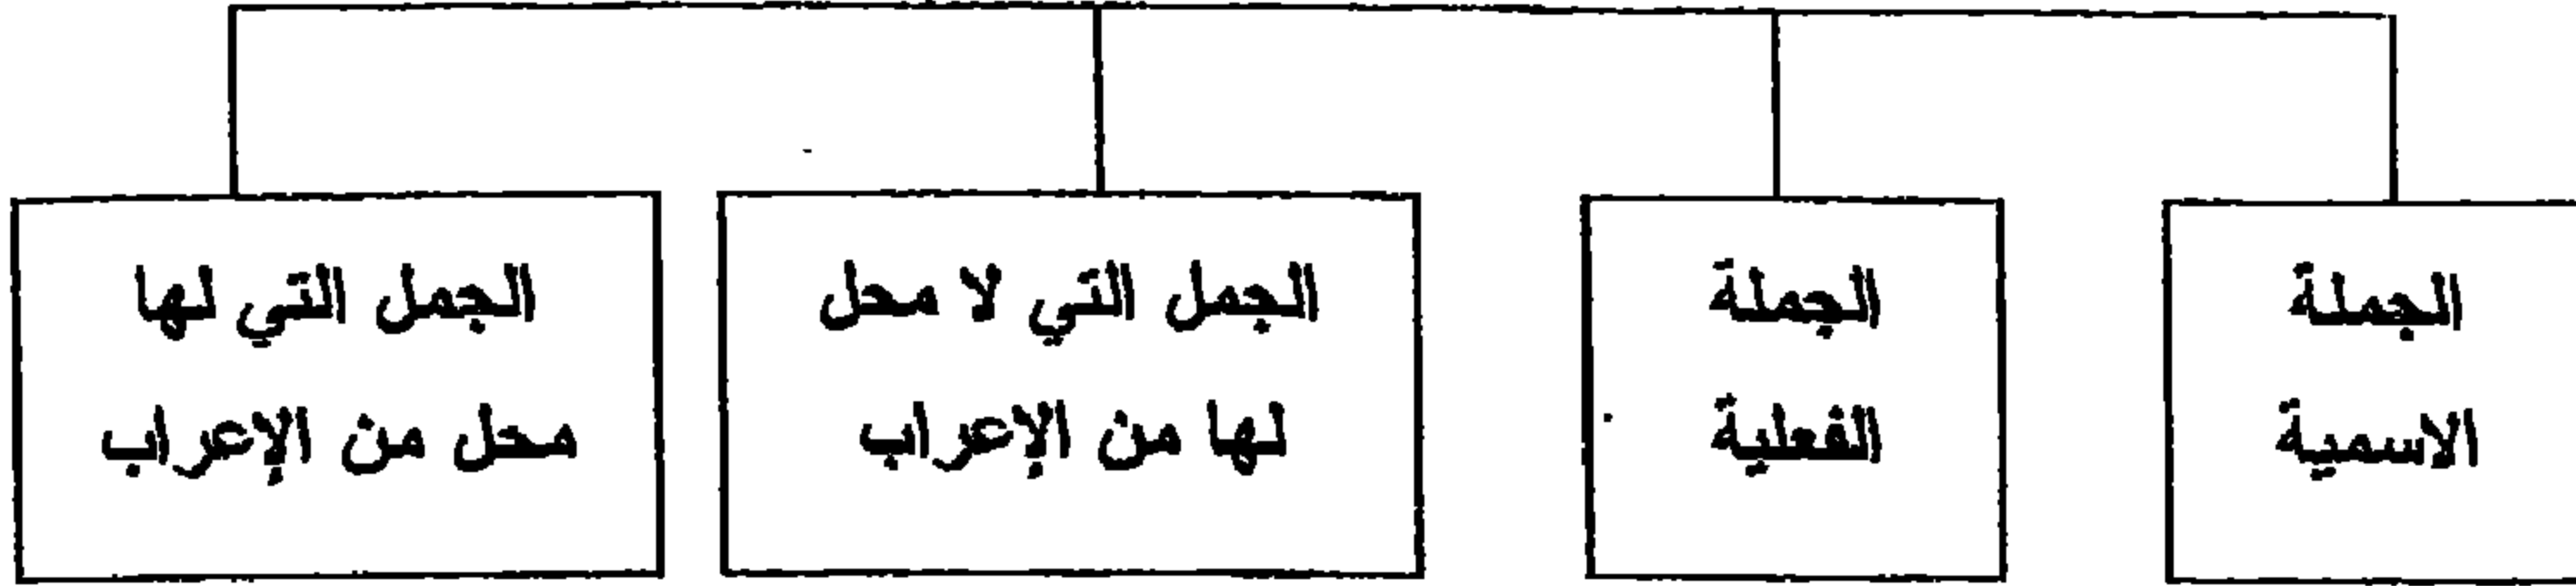 الجملة
الاسمية
الجملة
الفعلية
الجمل التي لا محل
لها من الإعراب
الجمل التي لها
محل من الإعراب